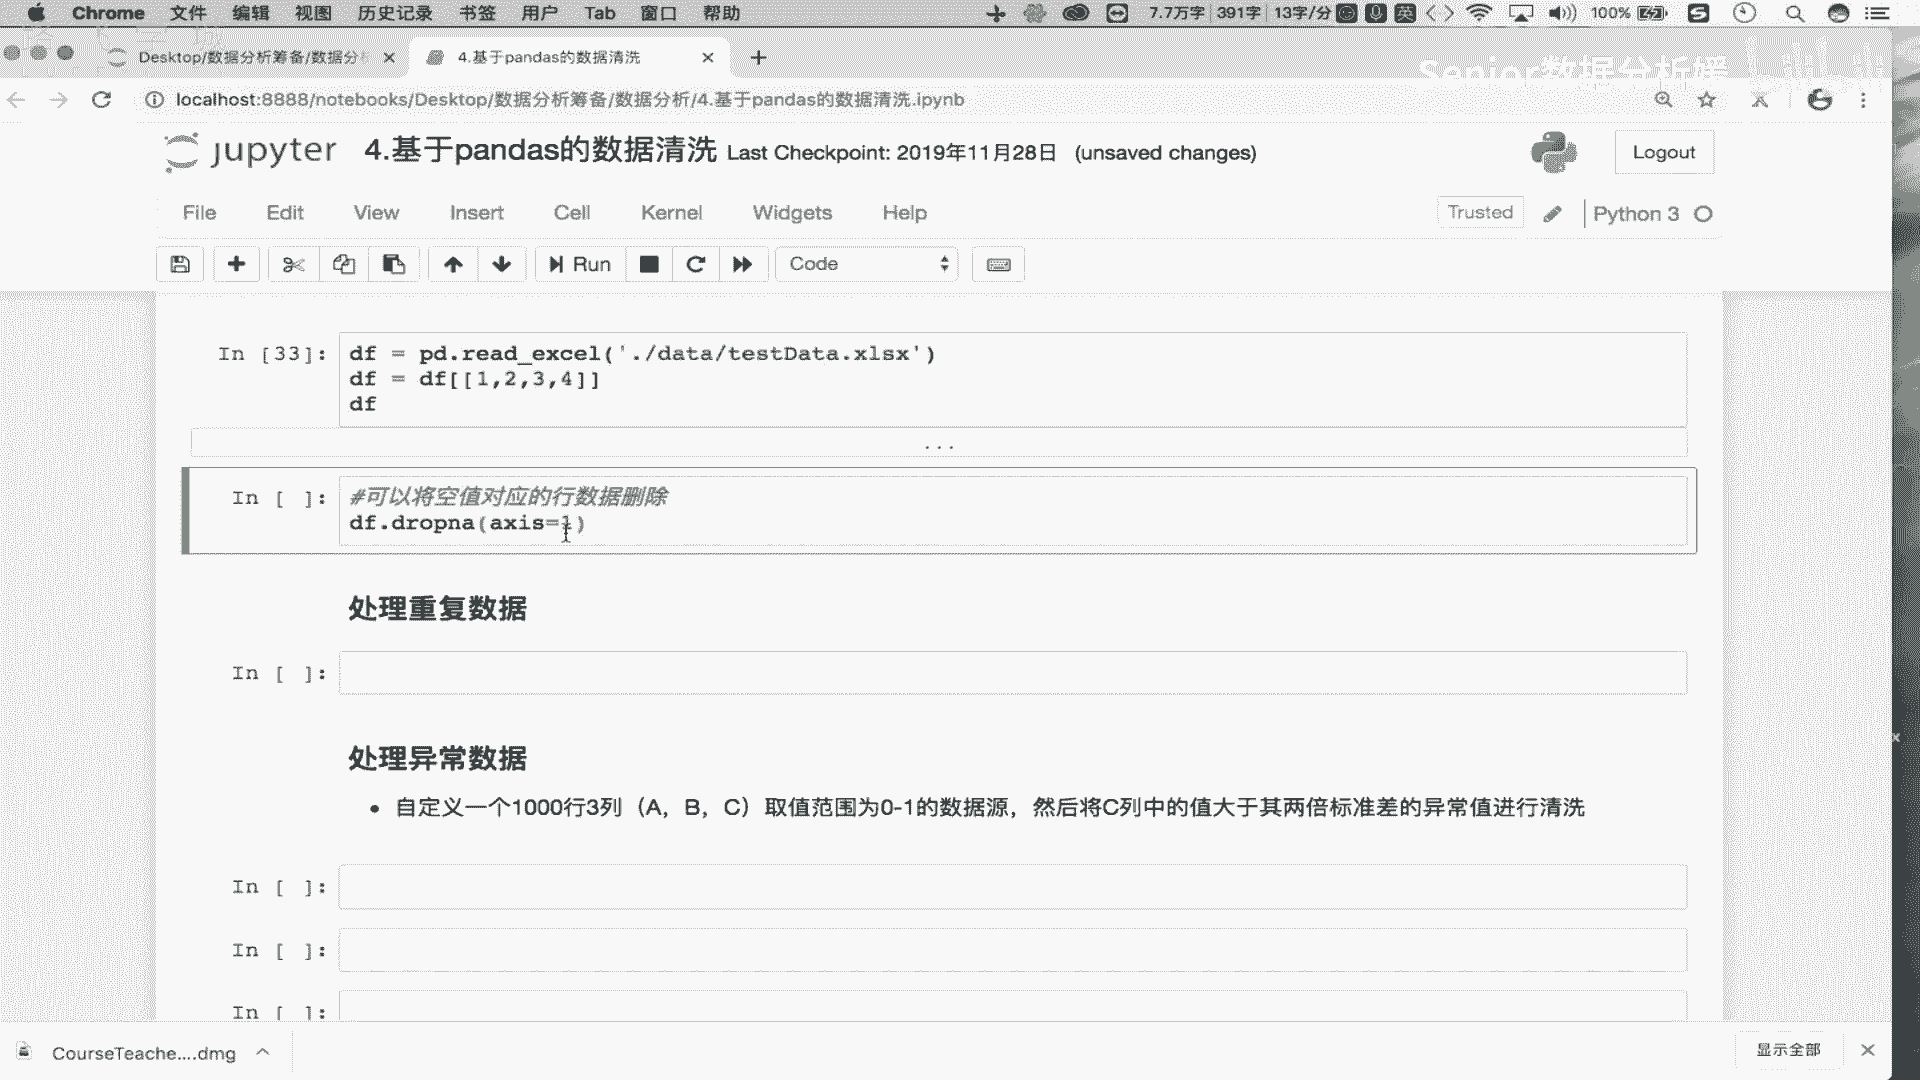 Chrome 文件 编辑 视图 历史记录 书签 用户 Tab 窗口 帮助 7.7万字 391字 13字/分 英 100%
Desktop/数据分析筹备/数据分 4.基于pandas的数据清洗
Senior数据分析媛
localhost:8888/notebooks/Desktop/数据分析筹备/数据分析/4.基于pandas的数据清洗.ipynb
jupyter 4.基于pandas的数据清洗 Last Checkpoint: 2019年11月28日 (unsaved changes) Logout
File Edit View Insert Cell Kernel Widgets Help Trusted Python 3
Run Code
In [33]: df = pd.read_excel('./data/testData.xlsx')
df = df[[1,2,3,4]]
df
...
In [ ]: #可以将空值对应的行数据删除
df.dropna(axis=1)
处理重复数据
In [ ]:
处理异常数据
• 自定义一个1000行3列（A，B，C）取值范围为0-1的数据源，然后将C列中的值大于其两倍标准差的异常值进行清洗
In [ ]:
In [ ]:
In [ ]:
CourseTeache....dmg 显示全部